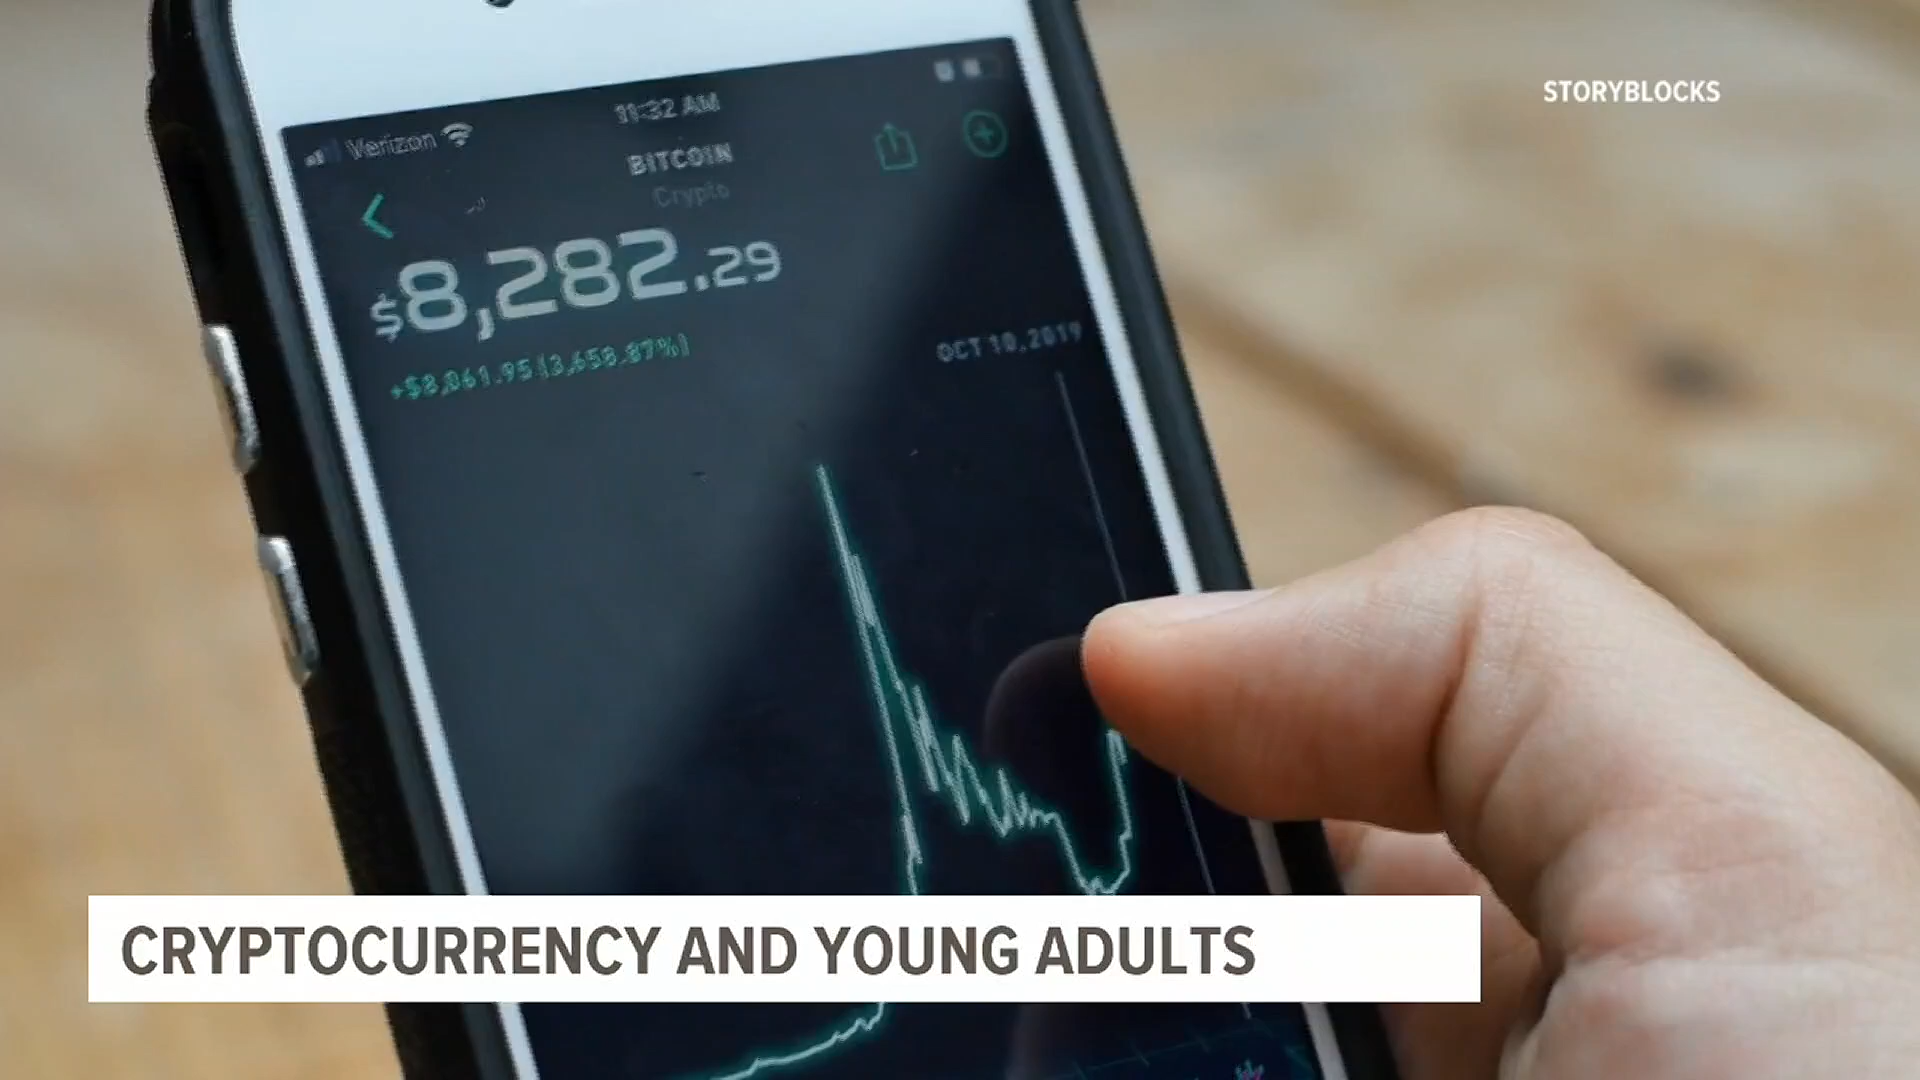 STORYBLOCKS
Verizon
11:32 AM
BITCOIN
Crypto
$8,282.29
+$8,061.95 (3,658.87%)
OCT 10, 2019
CRYPTOCURRENCY AND YOUNG ADULTS